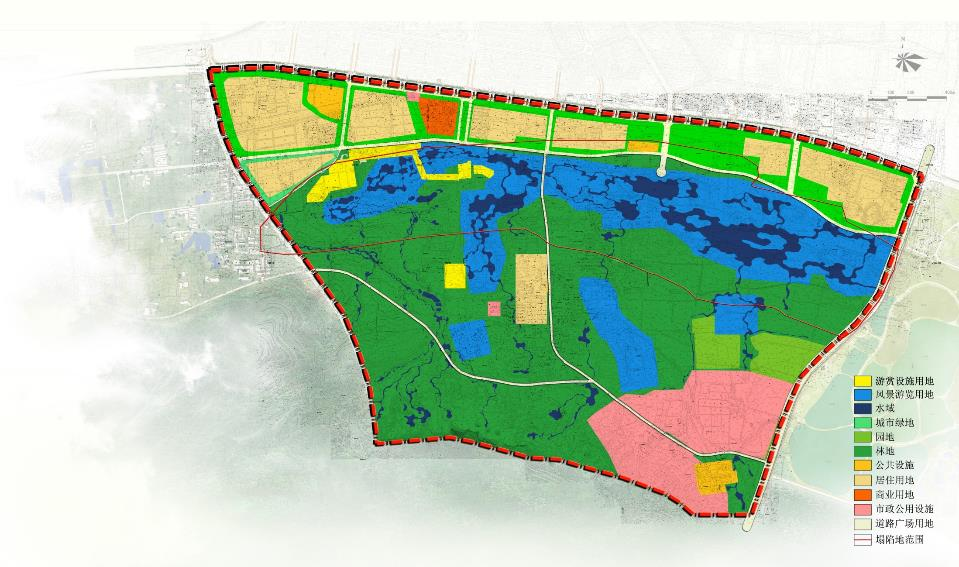 N
游赏设施用地
风景游览用地
水域
城市绿地
园地
林地
公共设施
居住用地
商业用地
市政公用设施
道路广场用地
塌陷地范围